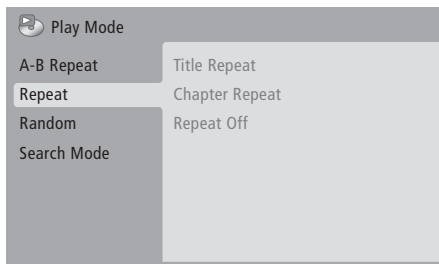 Play Mode
A-B Repeat
Repeat
Random
Search Mode
Title Repeat
Chapter Repeat
Repeat Off